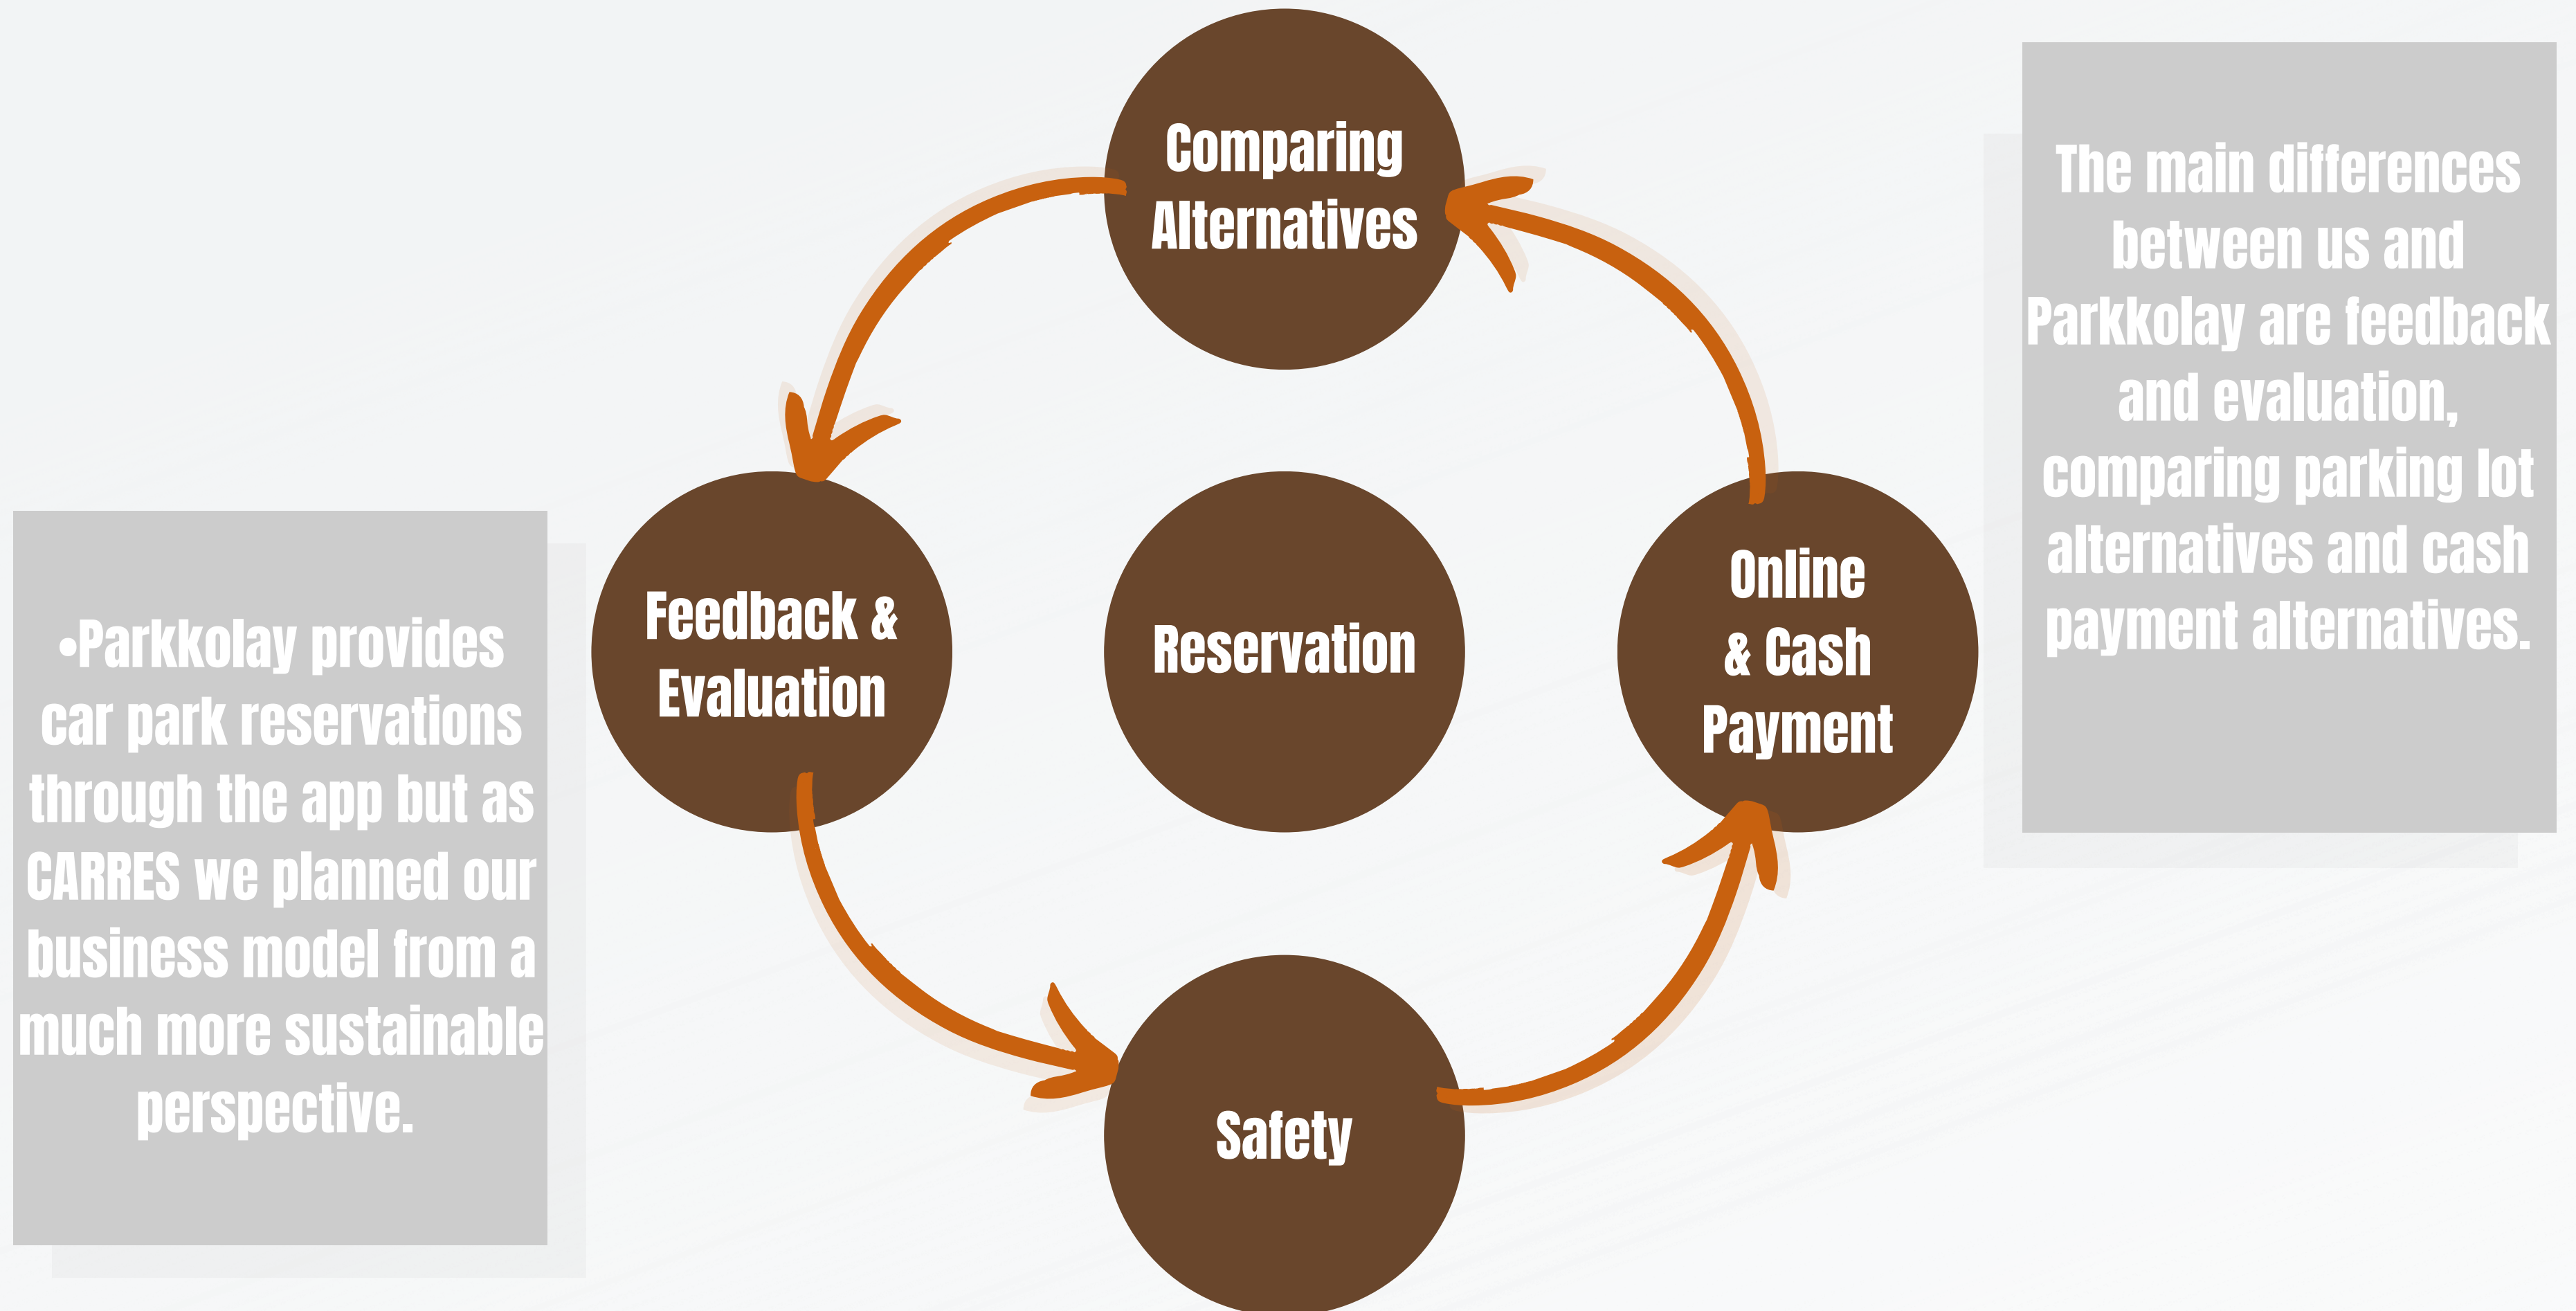 Comparing
Alternatives
The main differences
between us and
Parkkolay are feedback
and evaluation,
comparing parking lot
alternatives and cash
payment alternatives.
Feedback &
Evaluation
Reservation
Online
& Cash
Payment
•Parkkolay provides
car park reservations
through the app but as
CARRES we planned our
business model from a
much more sustainable
perspective.
Safety